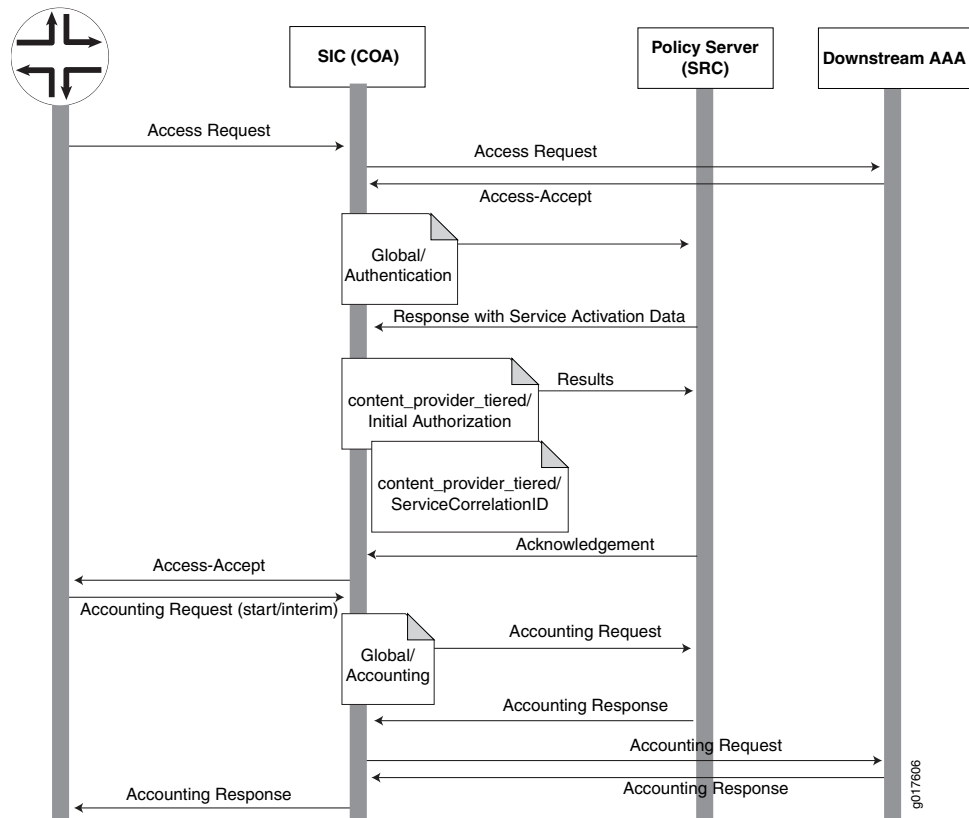 SIC (COA)
Policy Server
(SRC)
Downstream AAA
Access Request
Access Request
Access-Accept
Global/
Authentication
Response with Service Activation Data
Results
content_provider_tiered/
Initial Authorization
content_provider_tiered/
ServiceCorrelationID
Acknowledgement
Access-Accept
Accounting Request (start/interim)
Accounting Request
Global/
Accounting
Accounting Response
Accounting Request
Accounting Response
Accounting Response
g017606